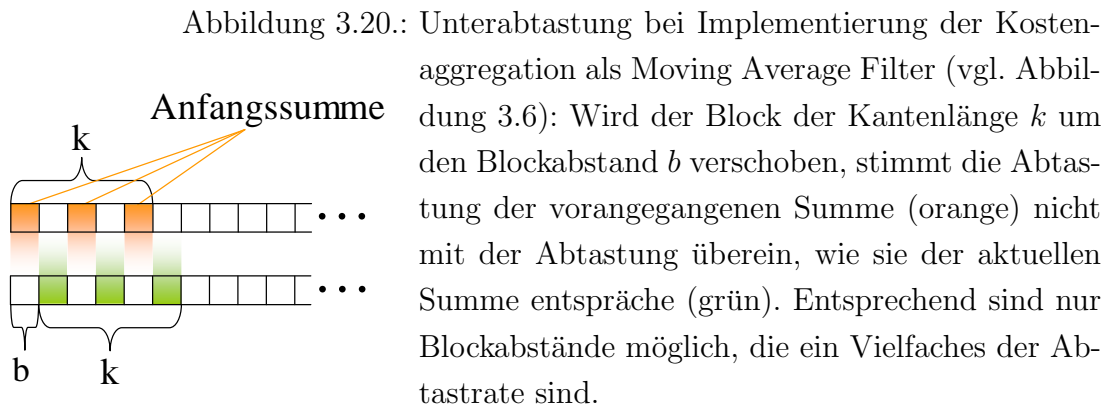 Abbildung 3.20.: Unterabtastung bei Implementierung der Kosten-
aggregation als Moving Average Filter (vgl. Abbil-
dung 3.6): Wird der Block der Kantenlänge k um
den Blockabstand b verschoben, stimmt die Abtas-
tung der vorangegangenen Summe (orange) nicht
mit der Abtastung überein, wie sie der aktuellen
Summe entspräche (grün). Entsprechend sind nur
Blockabstände möglich, die ein Vielfaches der Ab-
tastrate sind.
Anfangssumme
k
...
...
b
k